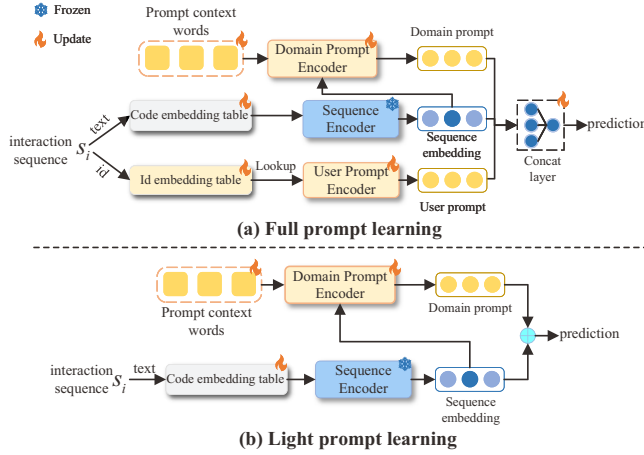 Frozen
Update
Prompt context
words
Domain Prompt
Encoder
Domain prompt
text
Code embedding table
Sequence
Encoder
Sequence
embedding
interaction
sequence S_i
id
Id embedding table
Lookup
User Prompt
Encoder
User prompt
Concat
layer
prediction
(a) Full prompt learning
Prompt context
words
Domain Prompt
Encoder
Domain prompt
prediction
interaction
sequence S_i
text
Code embedding table
Sequence
Encoder
Sequence
embedding
(b) Light prompt learning